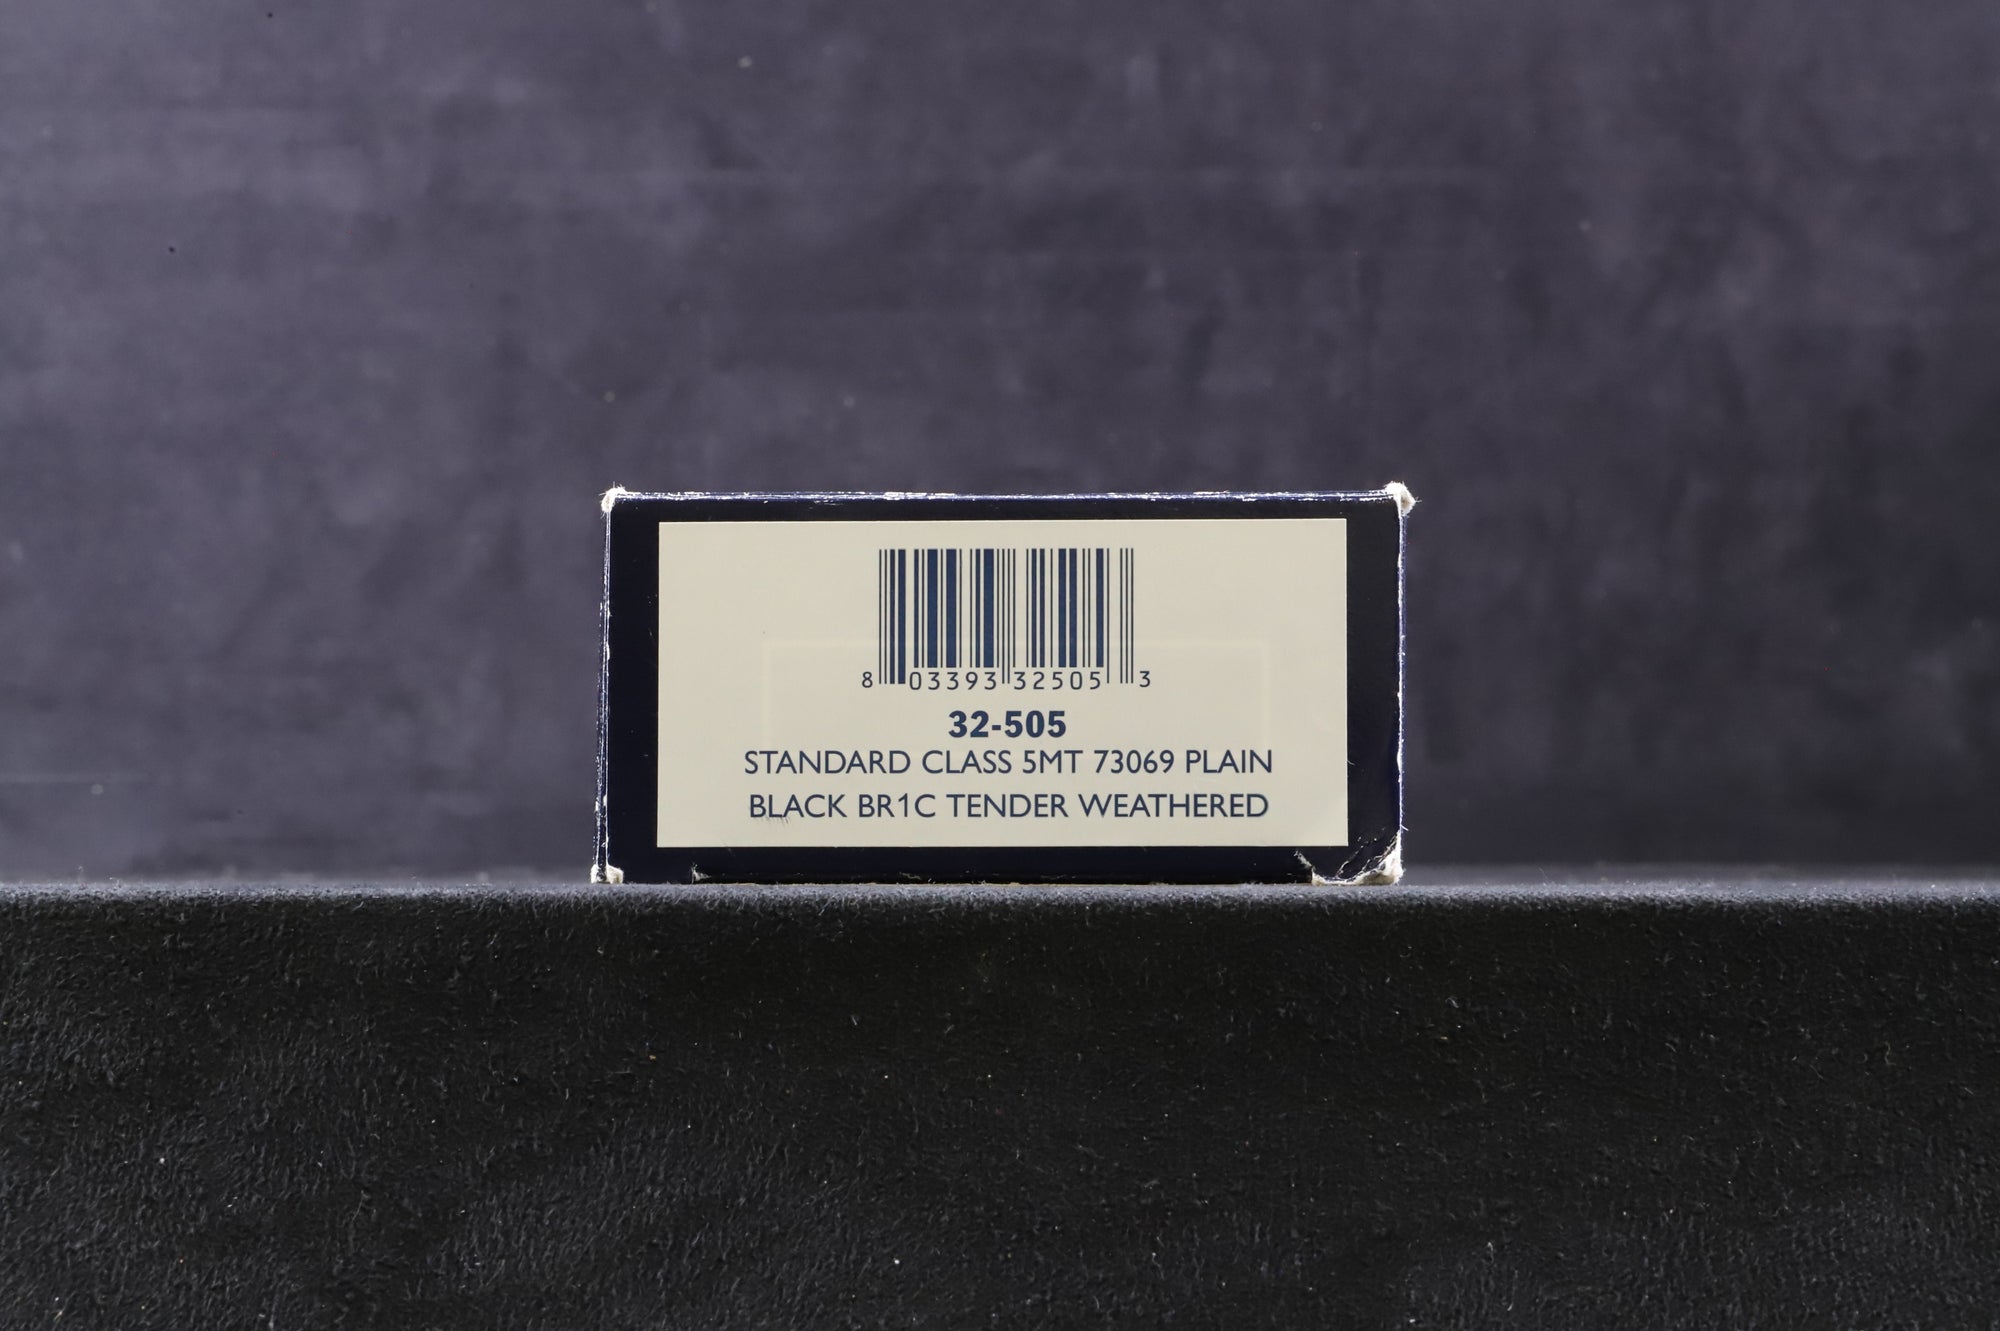 8 03393 32505 3
32-505
STANDARD CLASS 5MT 73069 PLAIN
BLACK BR1C TENDER WEATHERED